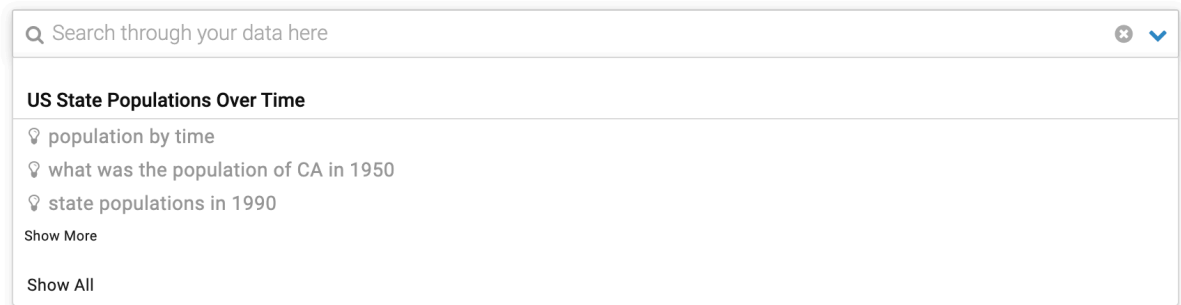 Search through your data here
US State Populations Over Time
population by time
what was the population of CA in 1950
state populations in 1990
Show More
Show All